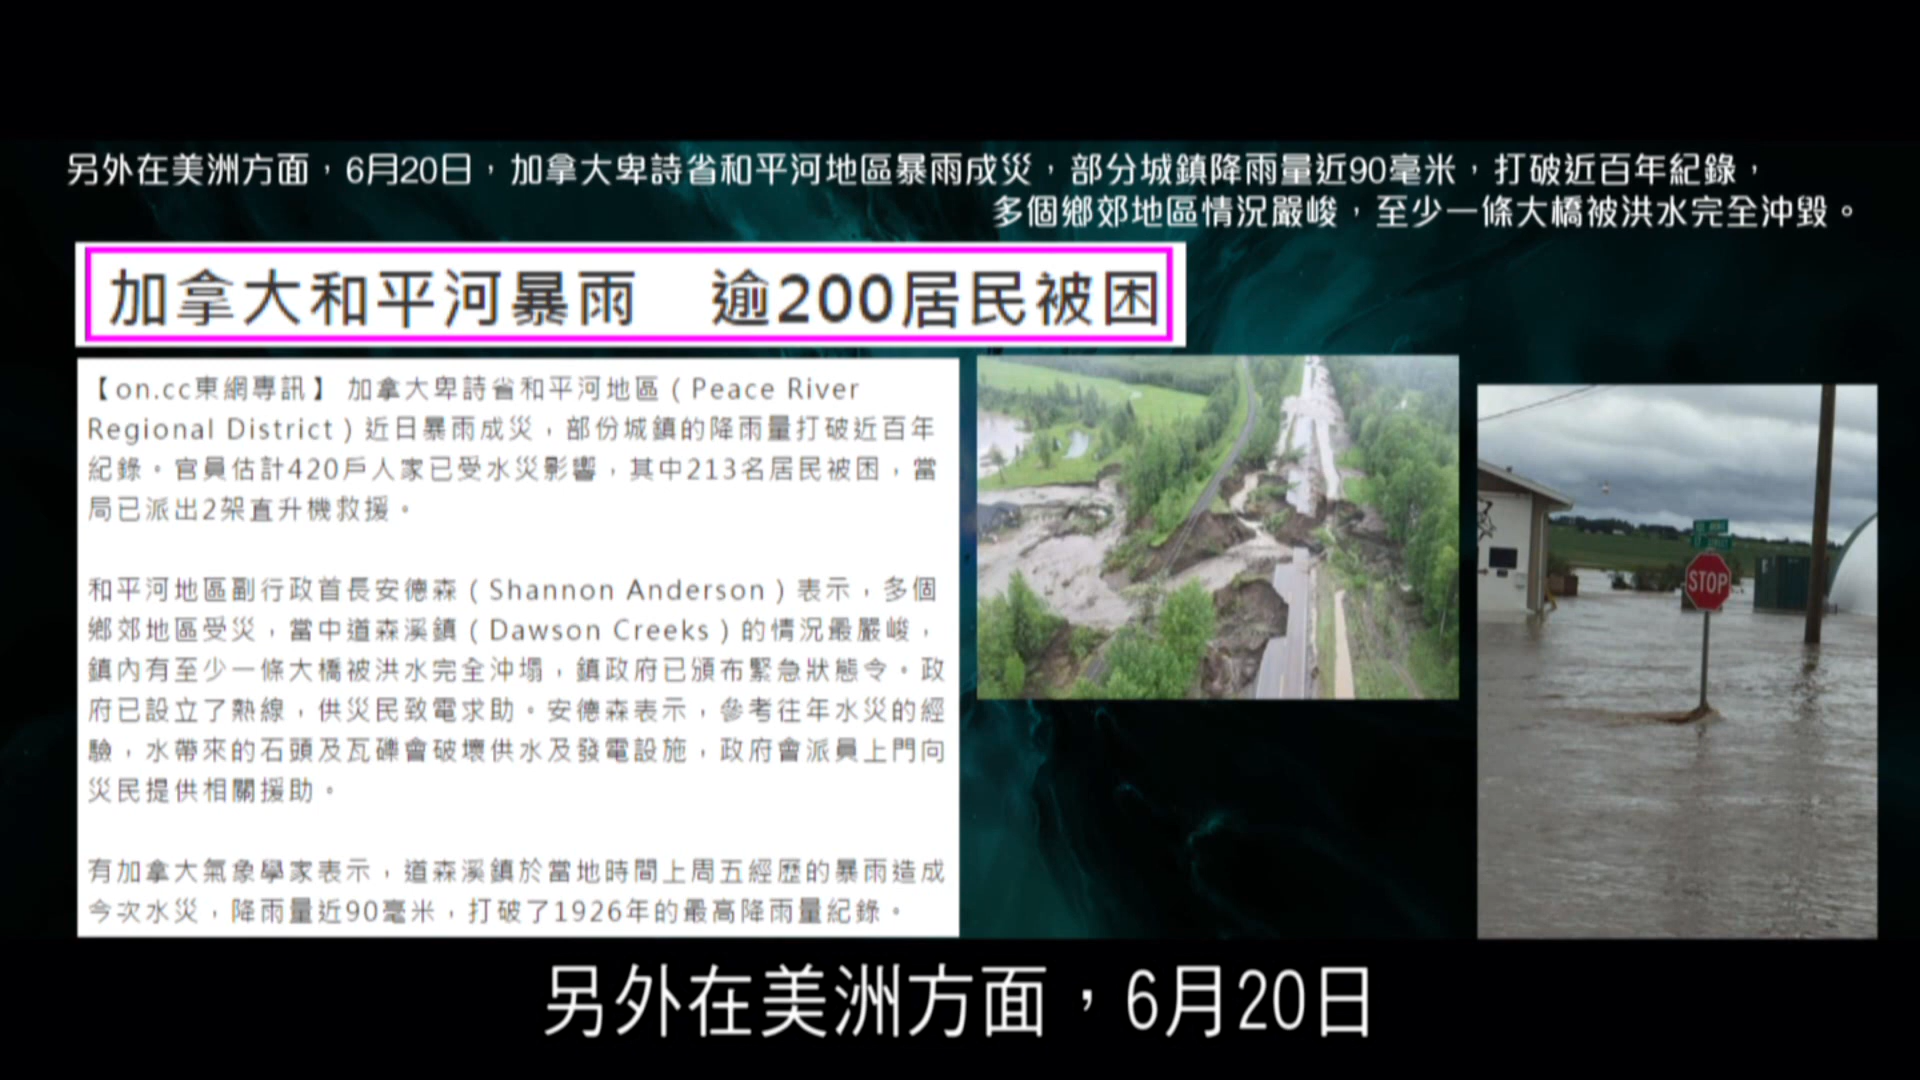 另外在美洲方面，6月20日，加拿大卑詩省和平河地區暴雨成災，部分城鎮降雨量近90毫米，打破近百年紀錄，
多個鄉郊地區情況嚴峻，至少一條大橋被洪水完全沖毀。
加拿大和平河暴雨　逾200居民被困
【on.cc東網專訊】 加拿大卑詩省和平河地區（Peace River
Regional District）近日暴雨成災，部份城鎮的降雨量打破近百年
紀錄。官員估計420戶人家已受水災影響，其中213名居民被困，當
局已派出2架直升機救援。
和平河地區副行政首長安德森（Shannon Anderson）表示，多個
鄉郊地區受災，當中道森溪鎮（Dawson Creeks）的情況最嚴峻，
鎮內有至少一條大橋被洪水完全沖塌，鎮政府已頒布緊急狀態令。政
府已設立了熱線，供災民致電求助。安德森表示，參考往年水災的經
驗，水帶來的石頭及瓦礫會破壞供水及發電設施，政府會派員上門向
災民提供相關援助。
有加拿大氣象學家表示，道森溪鎮於當地時間上周五經歷的暴雨造成
今次水災，降雨量近90毫米，打破了1926年的最高降雨量紀錄。
STOP
另外在美洲方面，6月20日